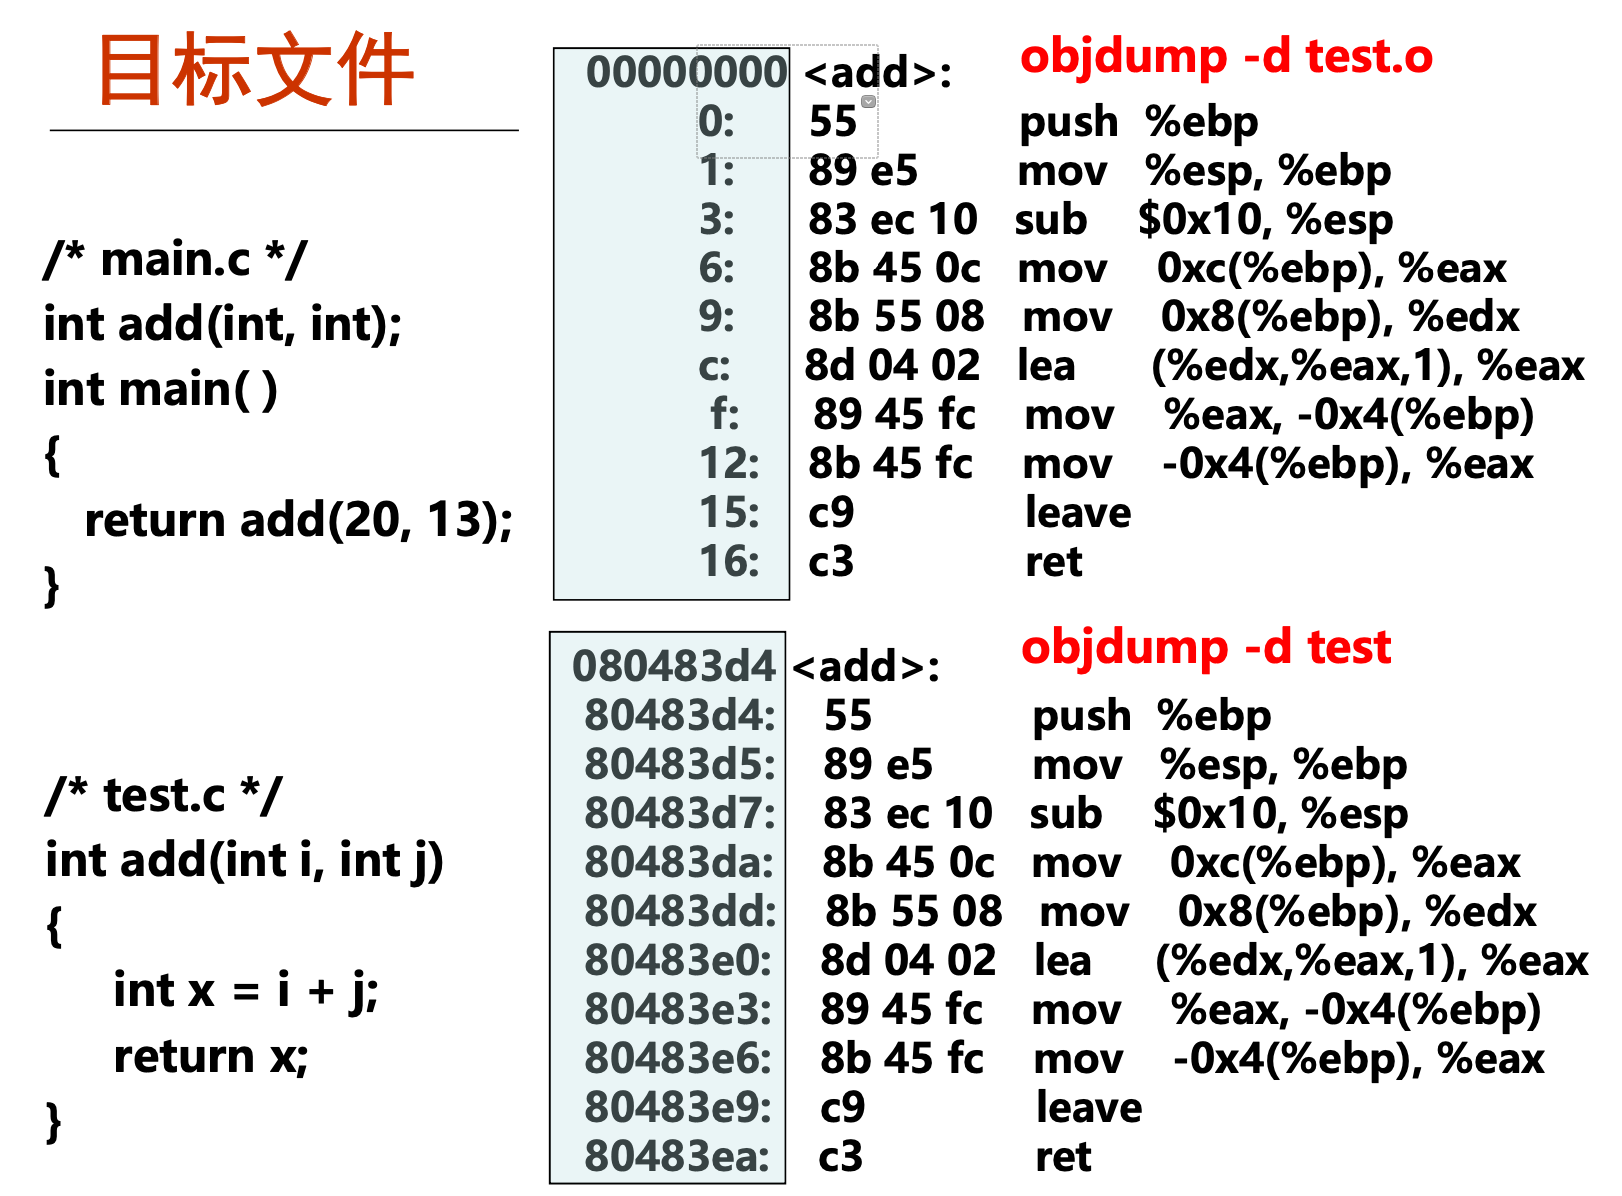 目标文件
/* main.c */
int add(int, int);
int main( )
{
return add(20, 13);
}
/* test.c */
int add(int i, int j)
{
int x = i + j;
return x;
}
objdump -d test.o
00000000 <add>:
0: 55 push %ebp
1: 89 e5 mov %esp, %ebp
3: 83 ec 10 sub $0x10, %esp
6: 8b 45 0c mov 0xc(%ebp), %eax
9: 8b 55 08 mov 0x8(%ebp), %edx
c: 8d 04 02 lea (%edx,%eax,1), %eax
f: 89 45 fc mov %eax, -0x4(%ebp)
12: 8b 45 fc mov -0x4(%ebp), %eax
15: c9 leave
16: c3 ret
objdump -d test
080483d4 <add>:
80483d4: 55 push %ebp
80483d5: 89 e5 mov %esp, %ebp
80483d7: 83 ec 10 sub $0x10, %esp
80483da: 8b 45 0c mov 0xc(%ebp), %eax
80483dd: 8b 55 08 mov 0x8(%ebp), %edx
80483e0: 8d 04 02 lea (%edx,%eax,1), %eax
80483e3: 89 45 fc mov %eax, -0x4(%ebp)
80483e6: 8b 45 fc mov -0x4(%ebp), %eax
80483e9: c9 leave
80483ea: c3 ret